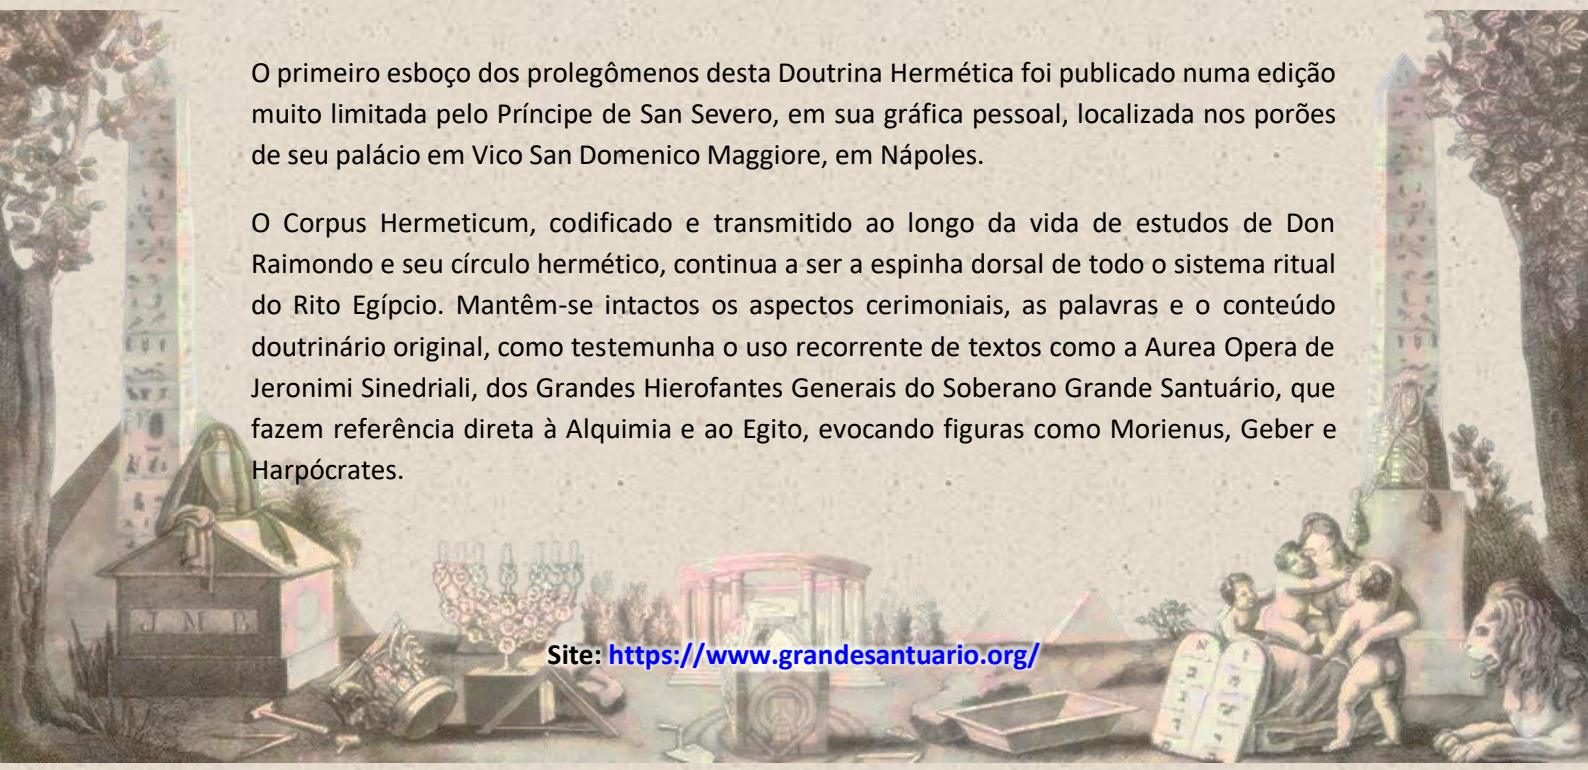 O primeiro esboço dos prolegômenos desta Doutrina Hermética foi publicado numa edição
muito limitada pelo Príncipe de San Severo, em sua gráfica pessoal, localizada nos porões
de seu palácio em Vico San Domenico Maggiore, em Nápoles.
O Corpus Hermeticum, codificado e transmitido ao longo da vida de estudos de Don
Raimondo e seu círculo hermético, continua a ser a espinha dorsal de todo o sistema ritual
do Rito Egípcio. Mantêm-se intactos os aspectos cerimoniais, as palavras e o conteúdo
doutrinário original, como testemunha o uso recorrente de textos como a Aurea Opera de
Jeronimi Sinedriali, dos Grandes Hierofantes Generais do Soberano Grande Santuário, que
fazem referência direta à Alquimia e ao Egito, evocando figuras como Morienus, Geber e
Harpócrates.
J M B
Site: https://www.grandesantuario.org/